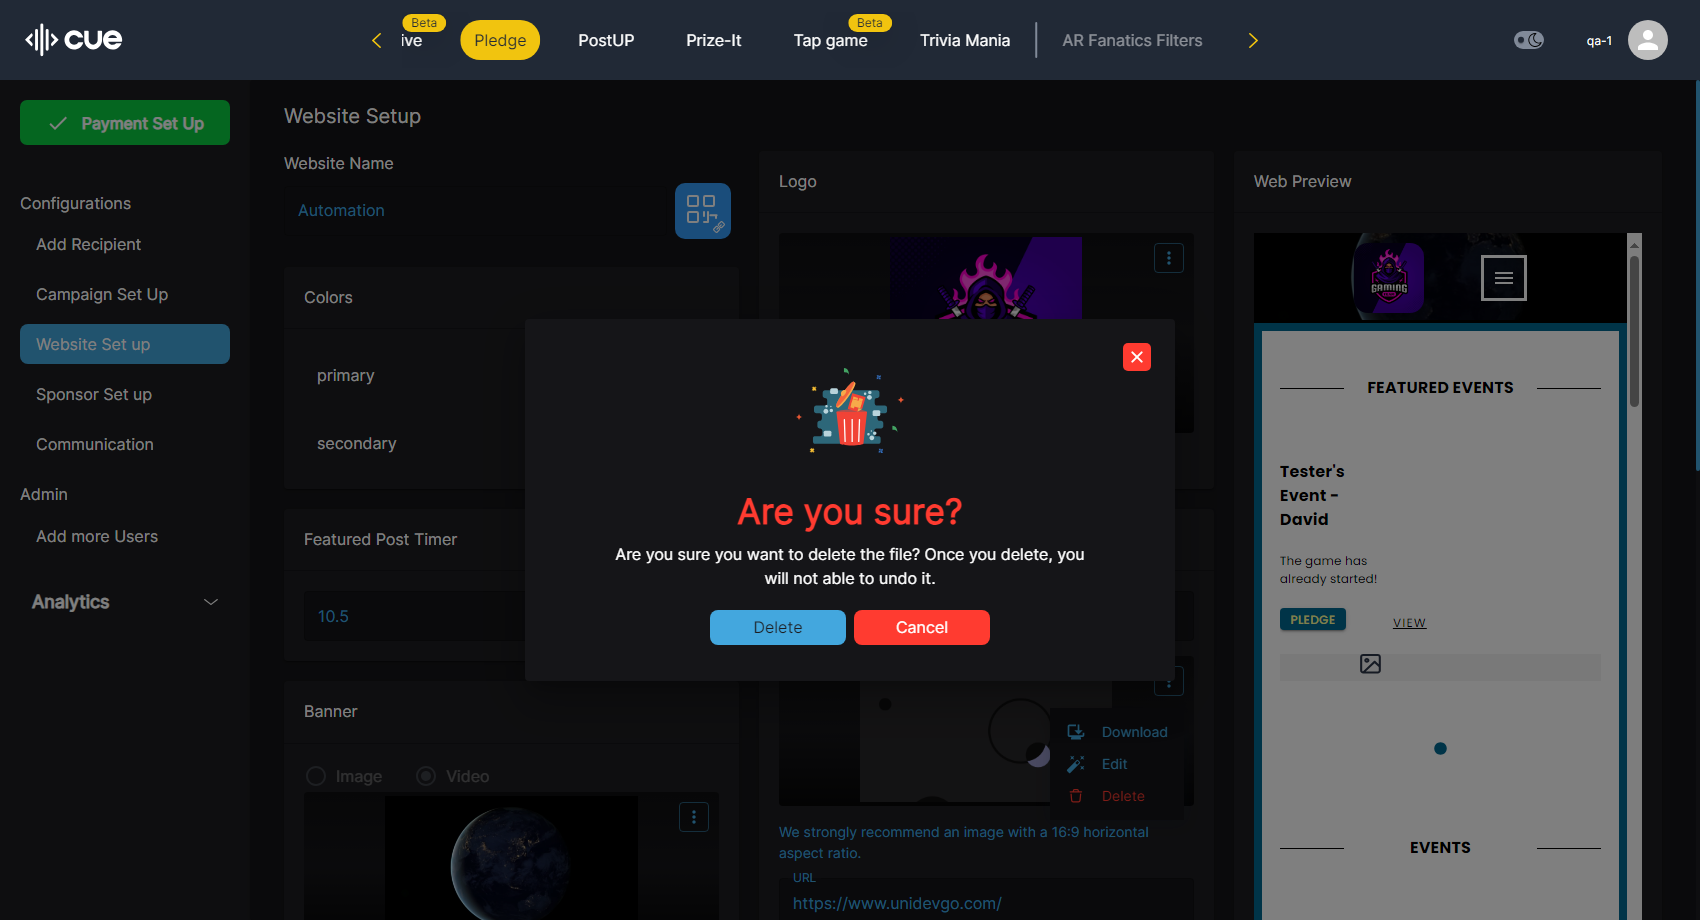 cue
Beta
Beta
ive
Pledge
PostUP
Prize-It
Tap game
Trivia Mania
AR Fanatics Filters
qa-1
Payment Set Up
Configurations
Add Recipient
Campaign Set Up
Website Set up
Sponsor Set up
Communication
Admin
Add more Users
Analytics
Website Setup
Website Name
Automation
Colors
primary
secondary
Featured Post Timer
10.5
Banner
Image
Video
Logo
Are you sure?
Are you sure you want to delete the file? Once you delete, you
will not able to undo it.
Delete
Cancel
Download
Edit
Delete
We strongly recommend an image with a 16:9 horizontal
aspect ratio.
URL
https://www.unidevgo.com/
Web Preview
GAMING
FEATURED EVENTS
Tester's
Event -
David
The game has
already started!
PLEDGE
VIEW
EVENTS